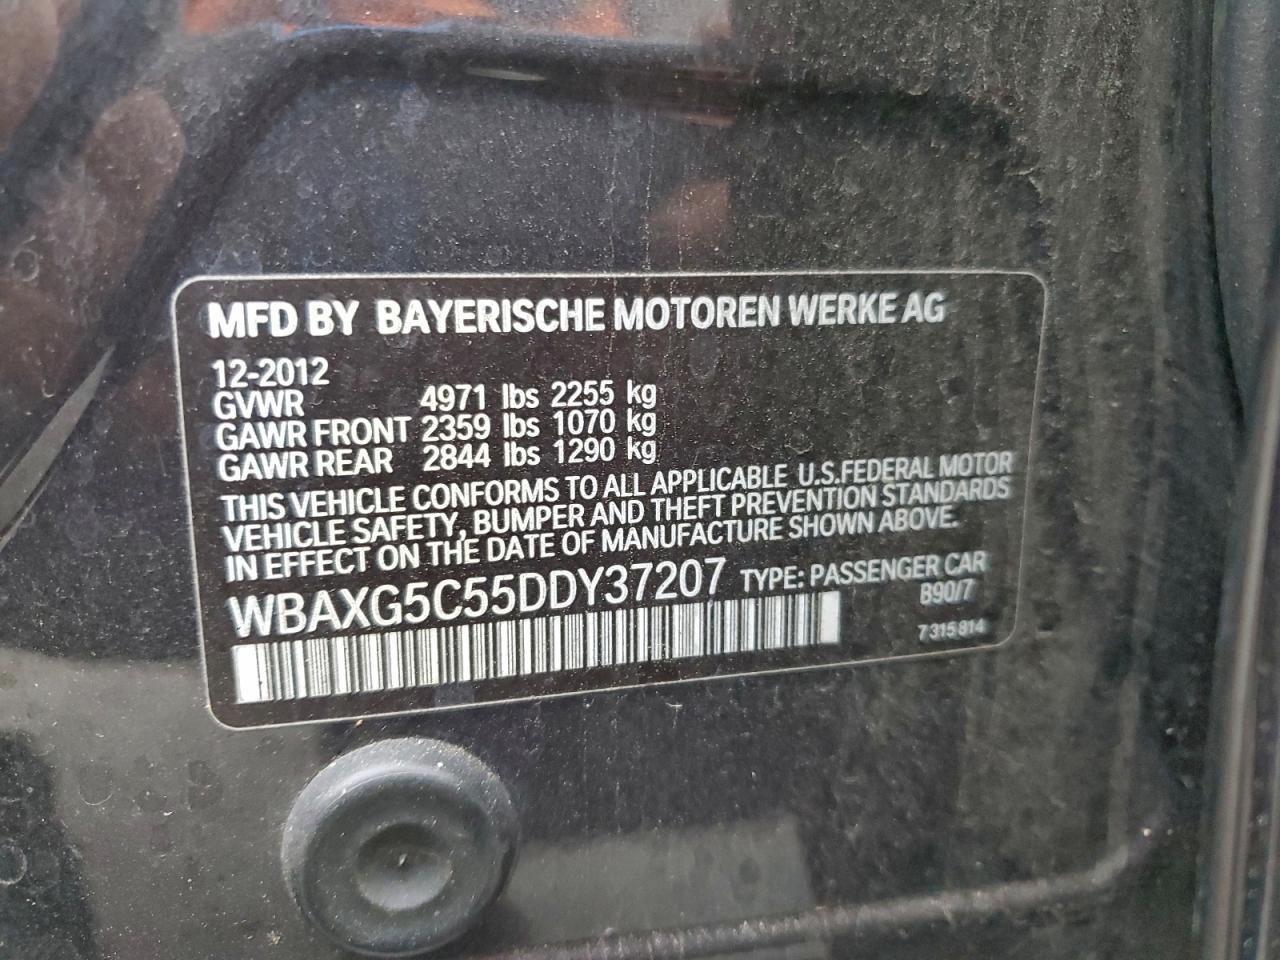 MFD BY BAYERISCHE MOTOREN WERKE AG
12-2012
GVWR 4971 lbs 2255 kg
GAWR FRONT 2359 lbs 1070 kg
GAWR REAR 2844 lbs 1290 kg
THIS VEHICLE CONFORMS TO ALL APPLICABLE U.S.FEDERAL MOTOR
VEHICLE SAFETY, BUMPER AND THEFT PREVENTION STANDARDS
IN EFFECT ON THE DATE OF MANUFACTURE SHOWN ABOVE.
WBAXG5C55DDY37207 TYPE: PASSENGER CAR
B90/7
7 315 814